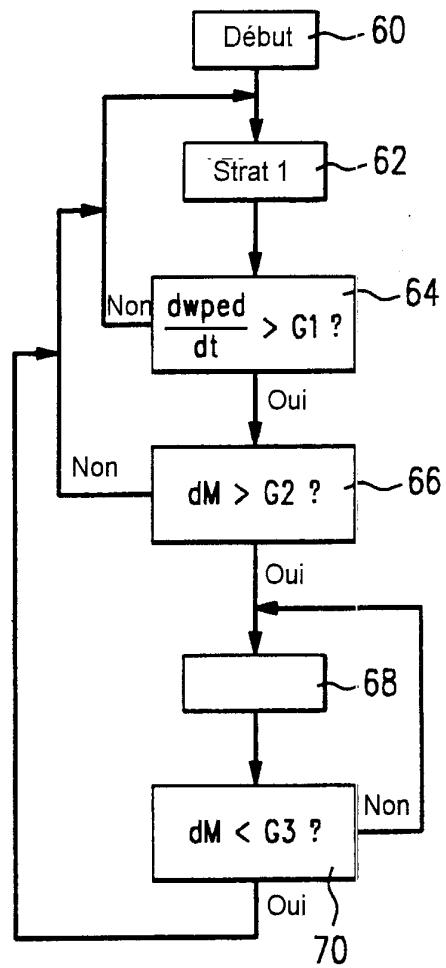 Début
60
Strat 1
62
Non
dwped
dt
> G1 ?
64
Oui
Non
dM > G2 ?
66
Oui
68
dM < G3 ?
Non
Oui
70